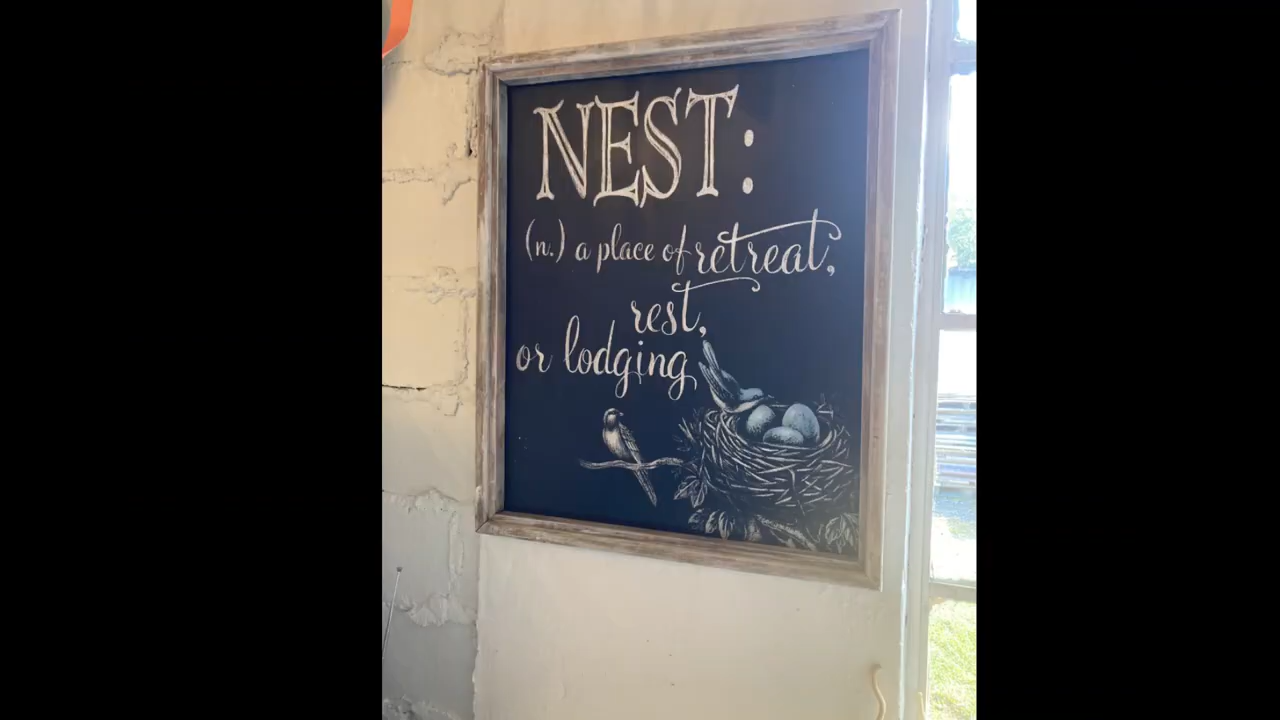 NEST:
(n.) a place of retreat,
rest,
or lodging